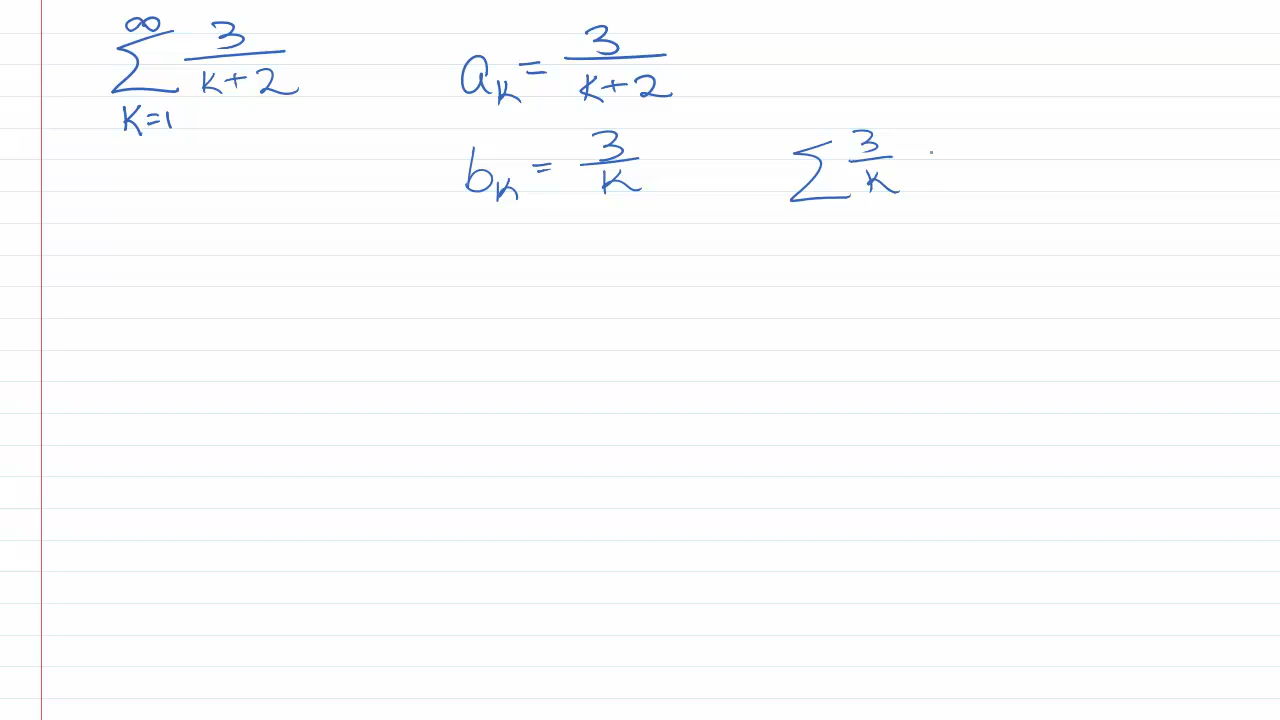 ∞
∑ 3/(k+2)
k=1
a_k = 3/(k+2)
b_k = 3/k
∑ 3/k